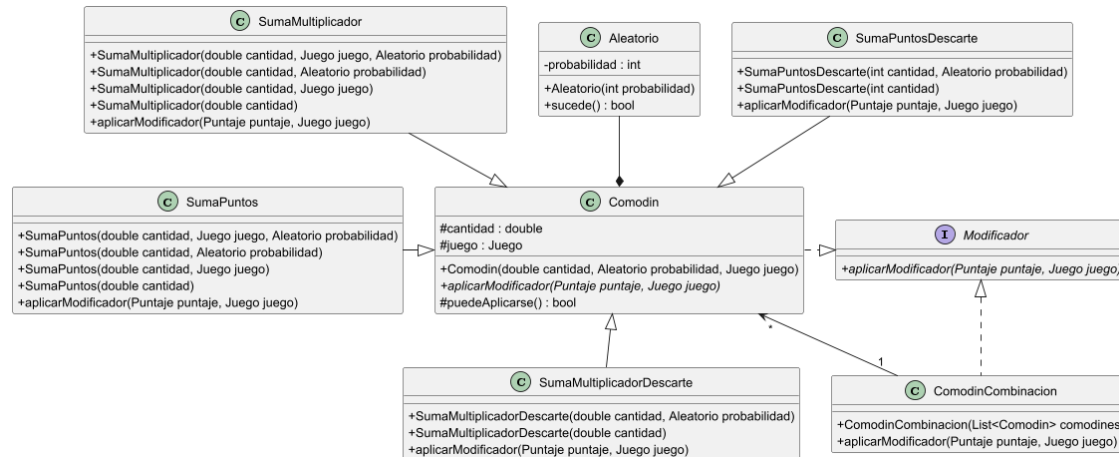 C SumaMultiplicador
+SumaMultiplicador(double cantidad, Juego juego, Aleatorio probabilidad)
+SumaMultiplicador(double cantidad, Aleatorio probabilidad)
+SumaMultiplicador(double cantidad, Juego juego)
+SumaMultiplicador(double cantidad)
+aplicarModificador(Puntaje puntaje, Juego juego)
C Aleatorio
-probabilidad : int
+Aleatorio(int probabilidad)
+sucede() : bool
C SumaPuntosDescarte
+SumaPuntosDescarte(int cantidad, Aleatorio probabilidad)
+SumaPuntosDescarte(int cantidad)
+aplicarModificador(Puntaje puntaje, Juego juego)
C SumaPuntos
+SumaPuntos(double cantidad, Juego juego, Aleatorio probabilidad)
+SumaPuntos(double cantidad, Aleatorio probabilidad)
+SumaPuntos(double cantidad, Juego juego)
+SumaPuntos(double cantidad)
+aplicarModificador(Puntaje puntaje, Juego juego)
C Comodin
#cantidad : double
#juego : Juego
+Comodin(double cantidad, Aleatorio probabilidad, Juego juego)
+aplicarModificador(Puntaje puntaje, Juego juego)
#puedeAplicarse() : bool
I Modificador
+aplicarModificador(Puntaje puntaje, Juego juego)
*
1
C SumaMultiplicadorDescarte
+SumaMultiplicadorDescarte(double cantidad, Aleatorio probabilidad)
+SumaMultiplicadorDescarte(double cantidad)
+aplicarModificador(Puntaje puntaje, Juego juego)
C ComodinCombinacion
+ComodinCombinacion(List<Comodin> comodines
+aplicarModificador(Puntaje puntaje, Juego juego)